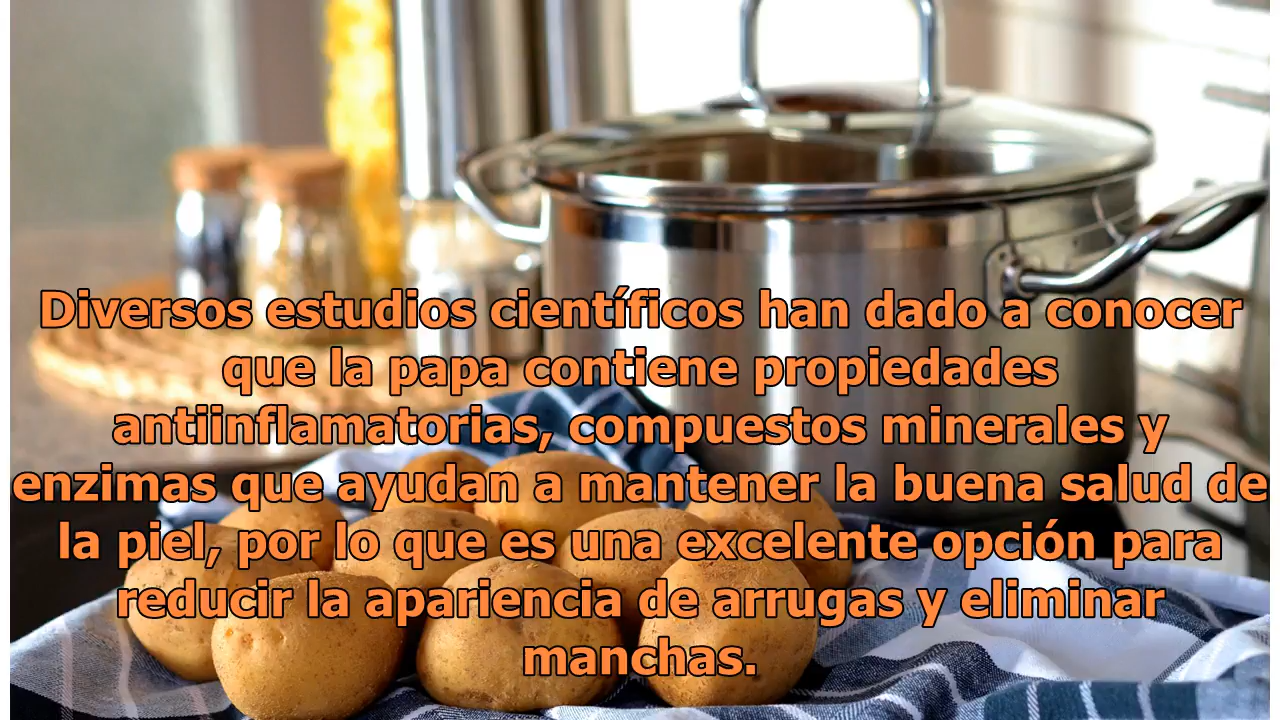 Diversos estudios científicos han dado a conocer
que la papa contiene propiedades
antiinflamatorias, compuestos minerales y
enzimas que ayudan a mantener la buena salud de
la piel, por lo que es una excelente opción para
reducir la apariencia de arrugas y eliminar
manchas.